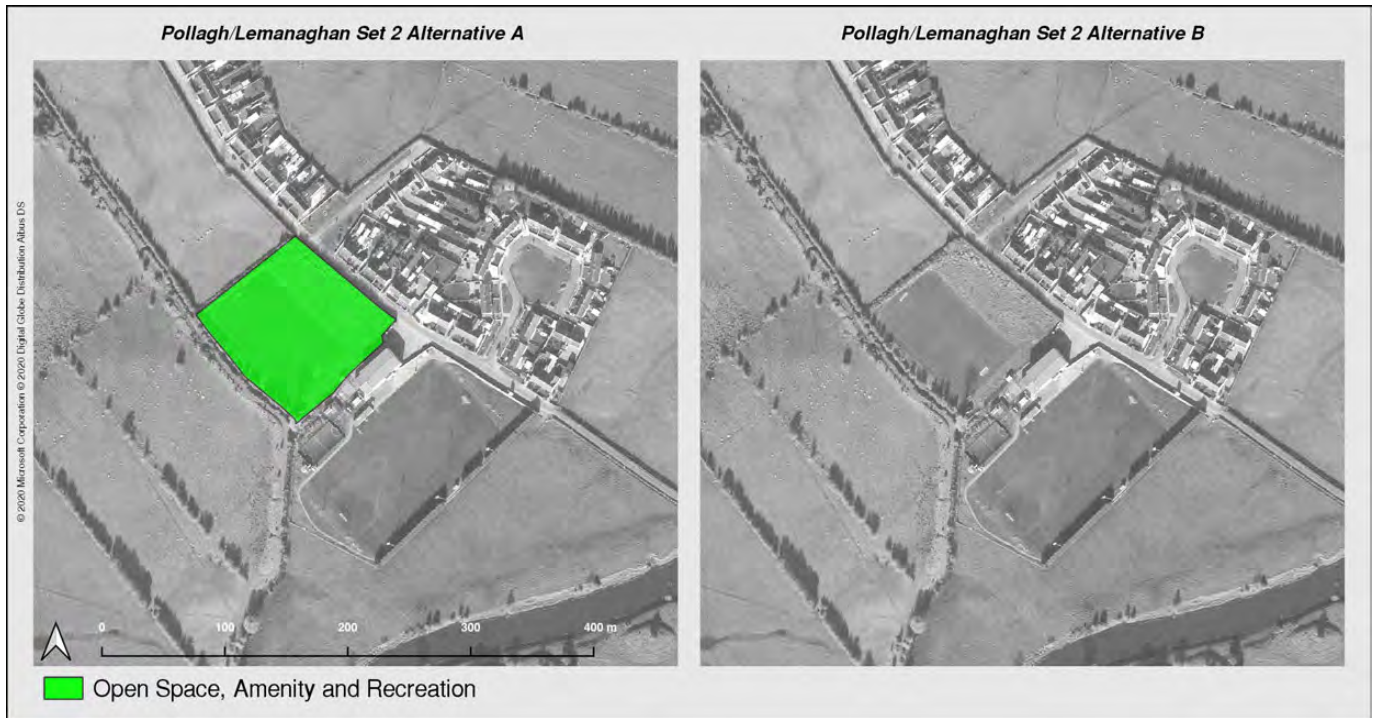 Pollagh/Lemanaghan Set 2 Alternative A
Pollagh/Lemanaghan Set 2 Alternative B
© 2020 Microsoft Corporation © 2020 Digital Globe Distribution Aibus DS
0 100 200 300 400 m
Open Space, Amenity and Recreation